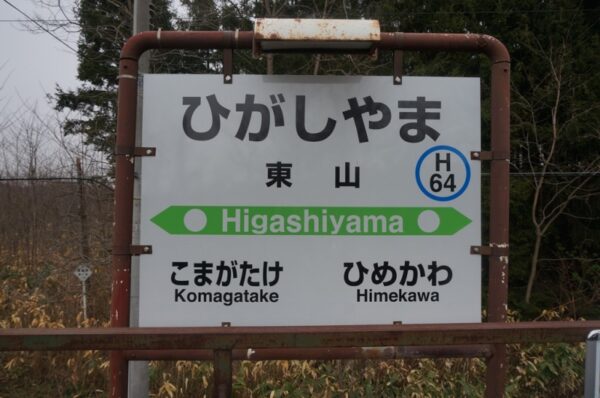 ひがしやま
東山
H
64
Higashiyama
こまがたけ ひめかわ
Komagatake Himekawa